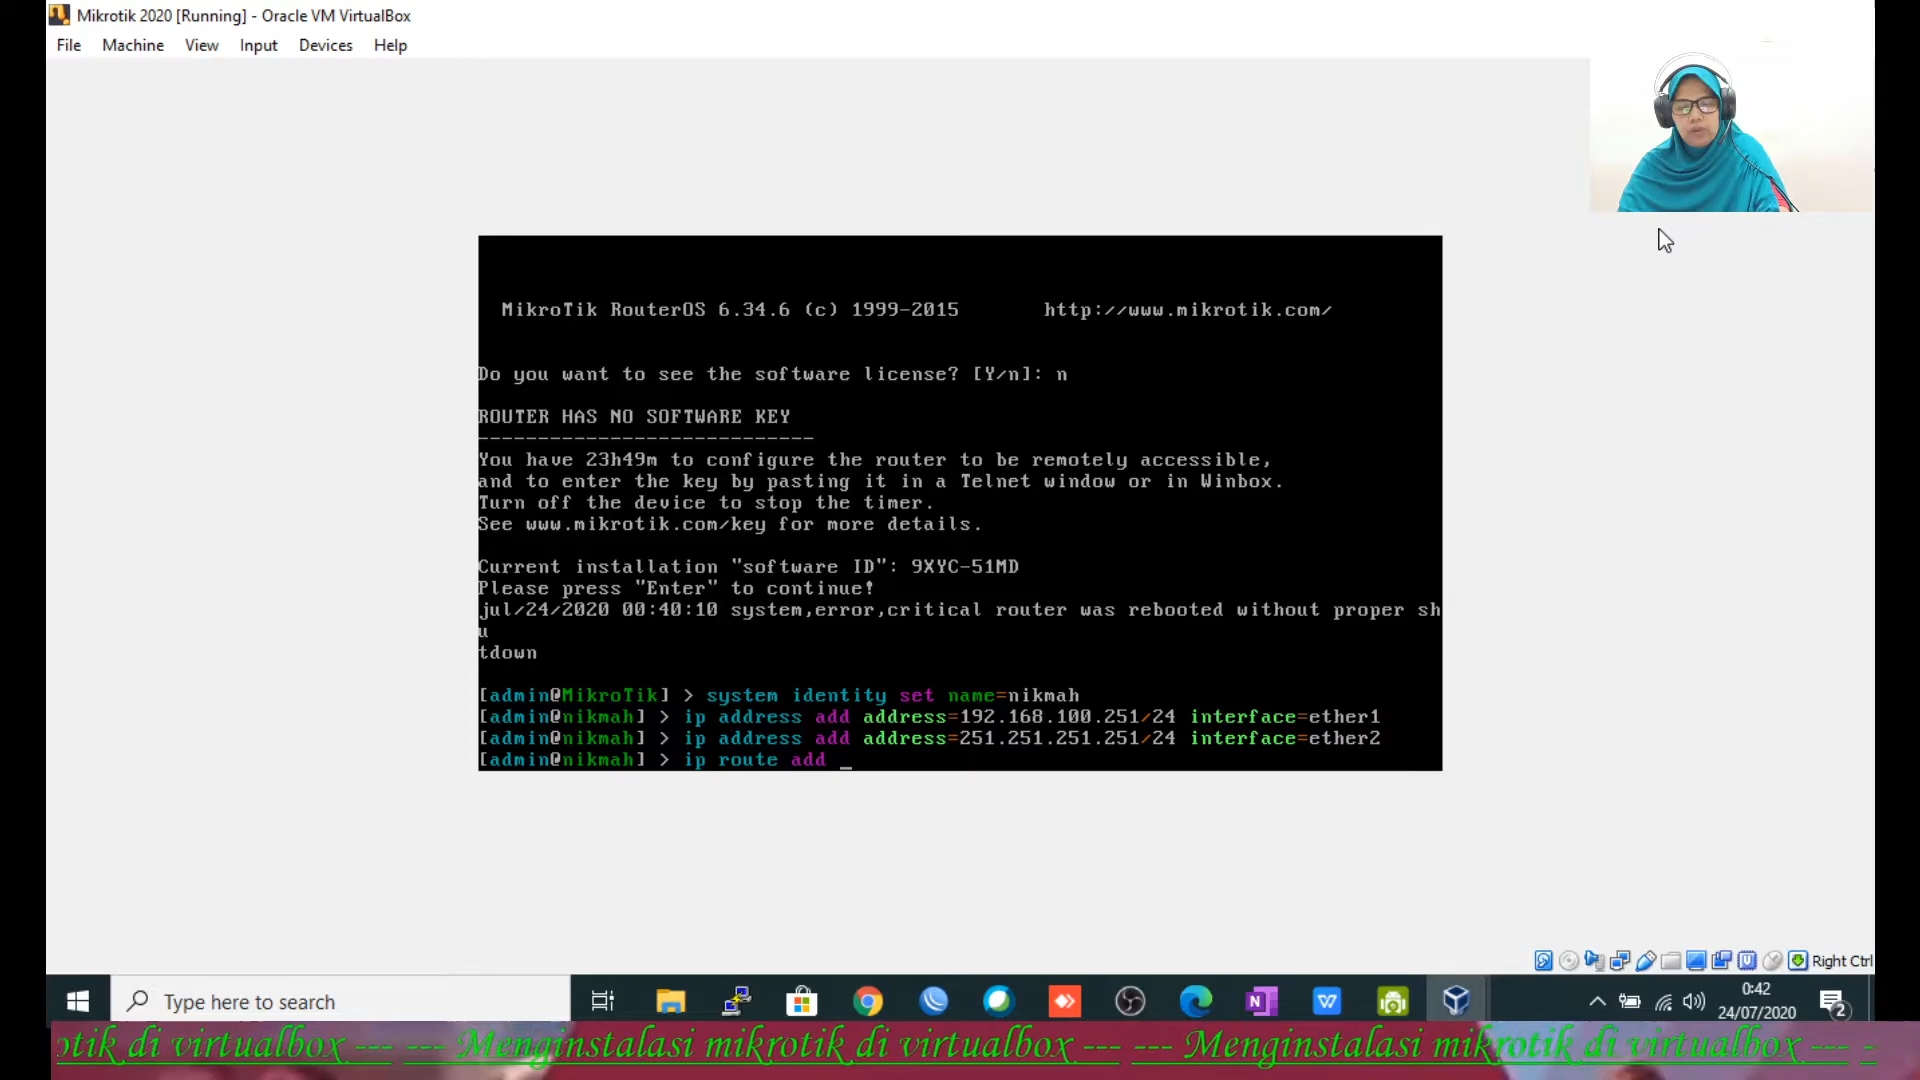 Mikrotik 2020 [Running] - Oracle VM VirtualBox
File Machine View Input Devices Help
MikroTik RouterOS 6.34.6 (c) 1999-2015 http://www.mikrotik.com/
Do you want to see the software license? [Y/n]: n
ROUTER HAS NO SOFTWARE KEY
----------------------------
You have 23h49m to configure the router to be remotely accessible,
and to enter the key by pasting it in a Telnet window or in Winbox.
Turn off the device to stop the timer.
See www.mikrotik.com/key for more details.
Current installation "software ID": 9XYC-51MD
Please press "Enter" to continue!
jul/24/2020 00:40:10 system,error,critical router was rebooted without proper sh
u
tdown
[admin@MikroTik] > system identity set name=nikmah
[admin@nikmah] > ip address add address=192.168.100.251/24 interface=ether1
[admin@nikmah] > ip address add address=251.251.251.251/24 interface=ether2
[admin@nikmah] > ip route add _
Right Ctrl
Type here to search
0:42
24/07/2020
2
otik di virtualbox --- --- Menginstalasi mikrotik di virtualbox --- --- Menginstalasi mikrotik di virtualbox --- -